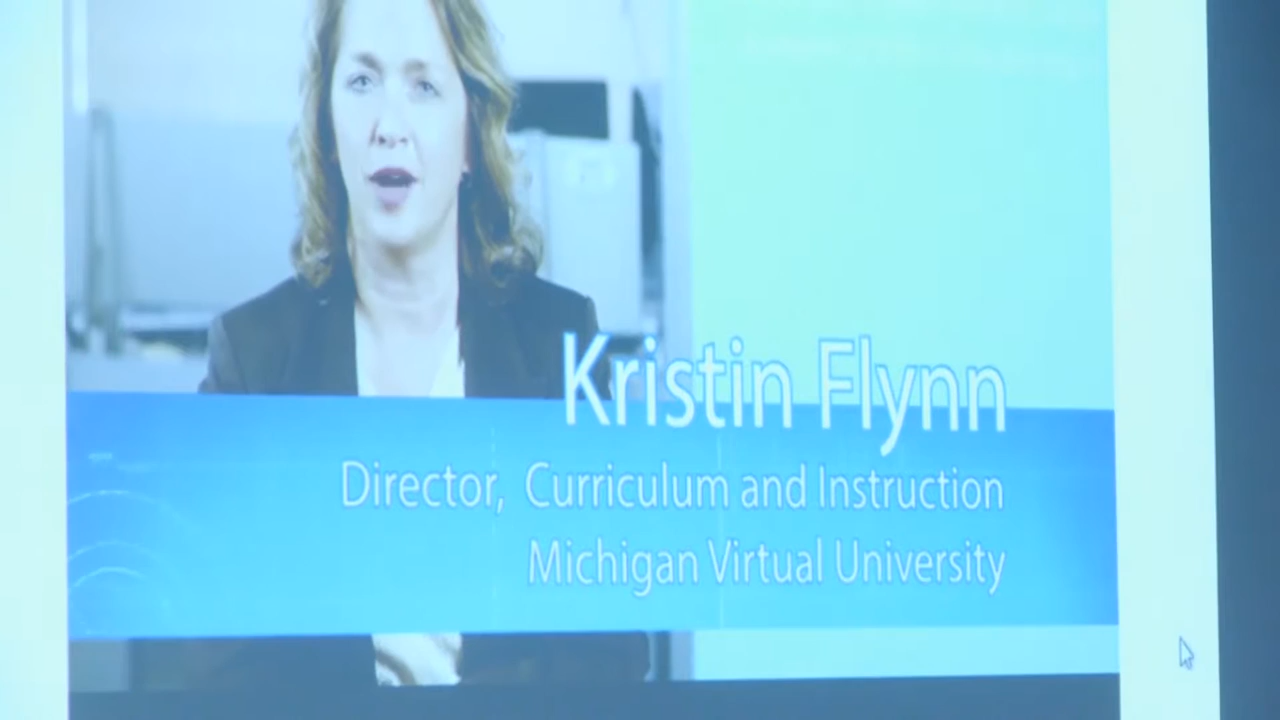 Kristin Flynn
Director, Curriculum and Instruction
Michigan Virtual University